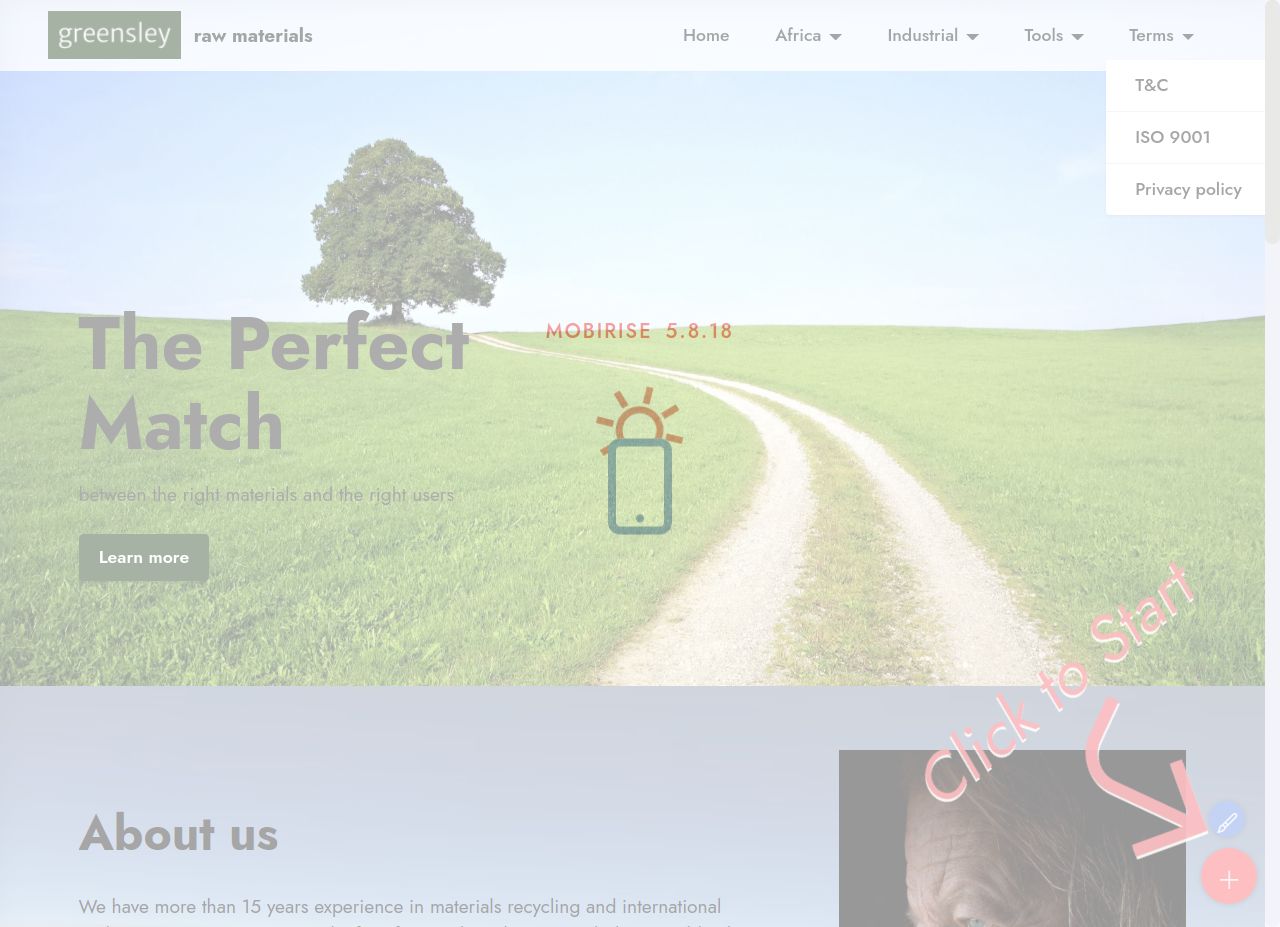 greensley raw materials Home Africa Industrial Tools Terms
T&C
ISO 9001
Privacy policy
The Perfect
Match
MOBIRISE 5.8.18
between the right materials and the right users
Learn more
Click to Start
About us
We have more than 15 years experience in materials recycling and international